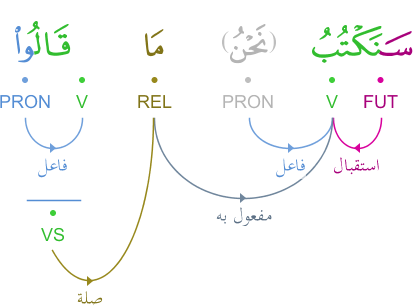 سَنَكْتُبُ (نَحْنُ) مَا قَالُوا۟
FUT V PRON REL V PRON
استقبال فاعل فاعل
مفعول به
VS
صلة